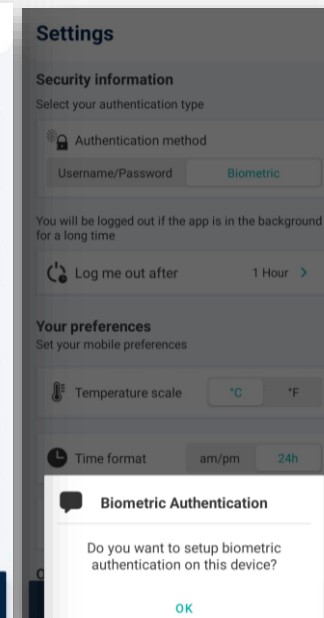 Settings
Security information
Select your authentication type
Authentication method
Username/Password Biometric
You will be logged out if the app is in the background
for a long time
Log me out after 1 Hour >
Your preferences
Set your mobile preferences
Temperature scale °C °F
Time format am/pm 24h
Biometric Authentication
Do you want to setup biometric
authentication on this device?
OK